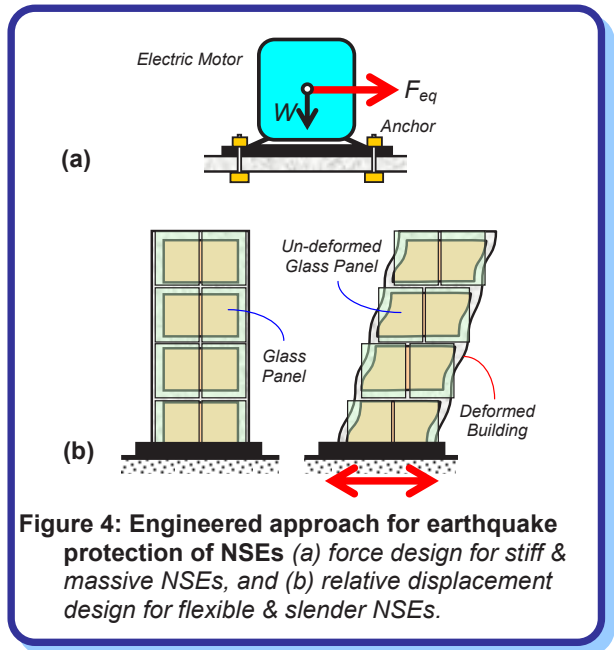 Electric Motor
F eq
W
Anchor
(a)
Un-deformed
Glass Panel
Glass
Panel
Deformed
Building
(b)
Figure 4: Engineered approach for earthquake
protection of NSEs (a) force design for stiff &
massive NSEs, and (b) relative displacement
design for flexible & slender NSEs.